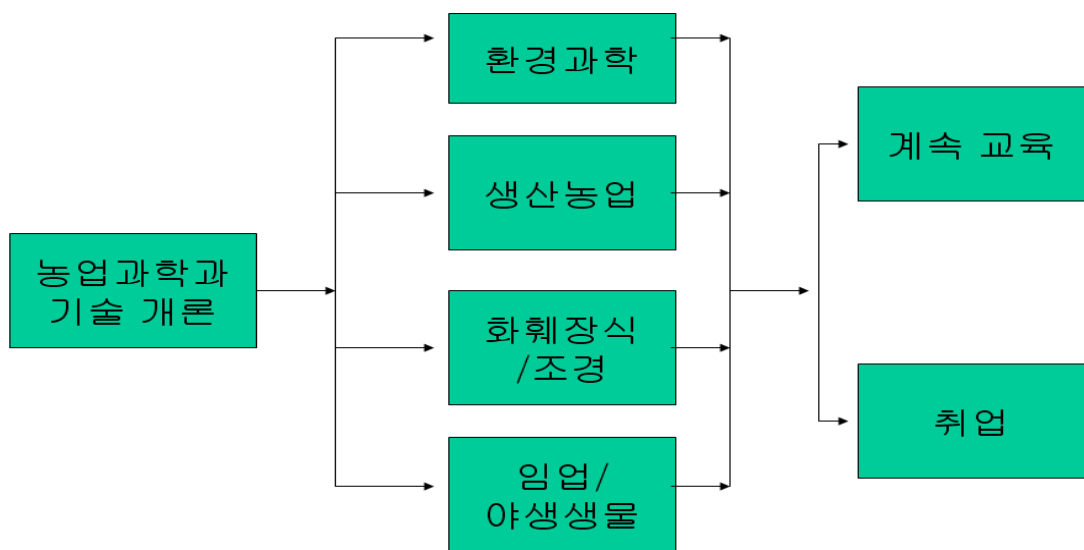 농업과학과
기술 개론
환경과학
생산농업
화훼장식
/조경
임업/
야생생물
계속 교육
취업